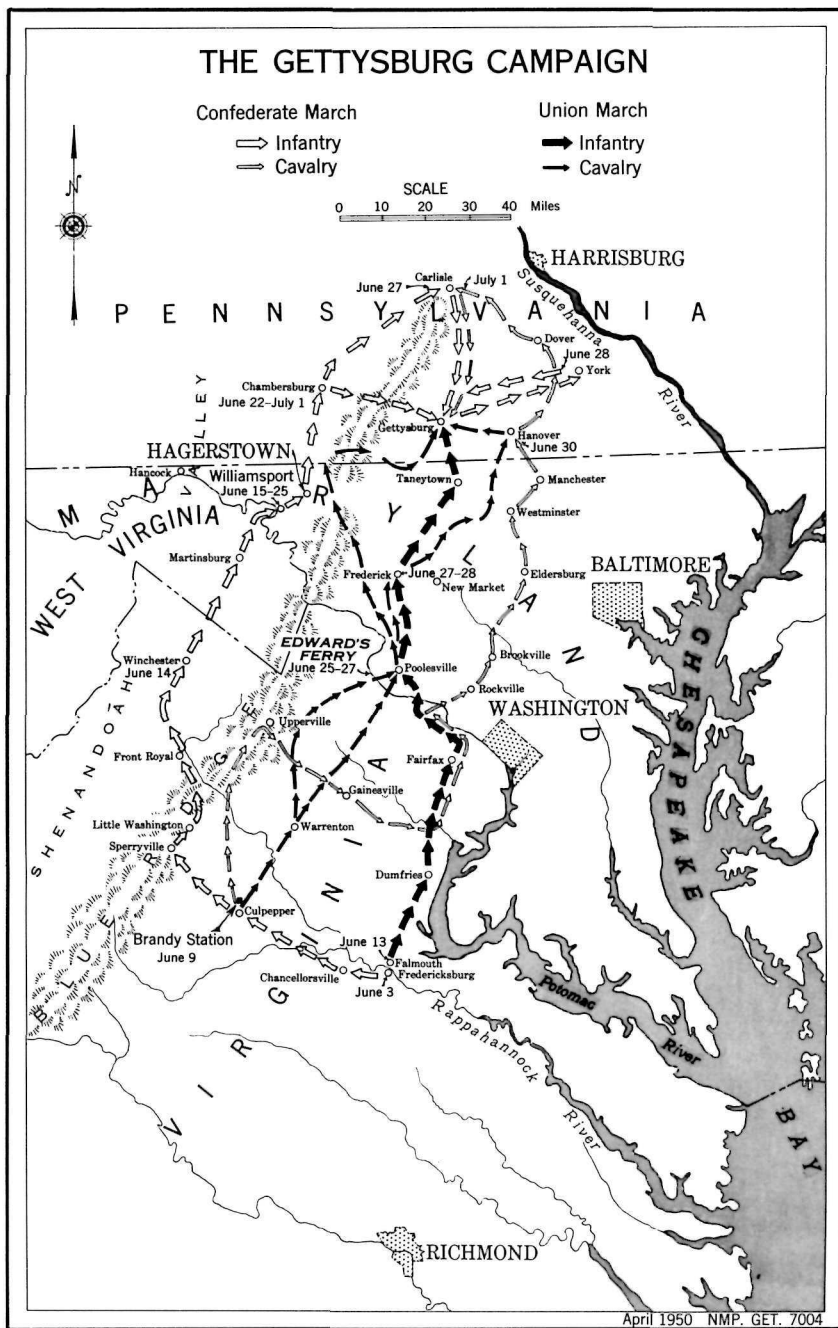 THE GETTYSBURG CAMPAIGN
Confederate March
Infantry
Cavalry
Union March
Infantry
Cavalry
N
SCALE
0 10 20 30 40 Miles
HARRISBURG
Susquehanna
River
Carlisle
June 27
July 1
PENNSYLVANIA
Dover
June 28
York
Chambersburg
June 22-July 1
Gettysburg
Hanover
June 30
VALLEY
HAGERSTOWN
Hancock
Williamsport
June 15-25
Taneytown
Manchester
Westminster
MARYLAND
WEST VIRGINIA
Martinsburg
Frederick
June 27-28
New Market
Eldersburg
BALTIMORE
EDWARD'S
FERRY
June 25-27
Poolesville
Brookville
Rockville
Winchester
June 14
WASHINGTON
Upperville
Front Royal
Fairfax
Gainesville
SHENANDOAH
Little Washington
Sperryville
Warrenton
Dumfries
Culpepper
Brandy Station
June 9
BLUE RIDGE
June 13
Falmouth
Fredericksburg
Chancellorsville
June 3
VIRGINIA
Rappahannock
River
Potomac
River
CHESAPEAKE
BAY
RICHMOND
April 1950 NMP. GET. 7004